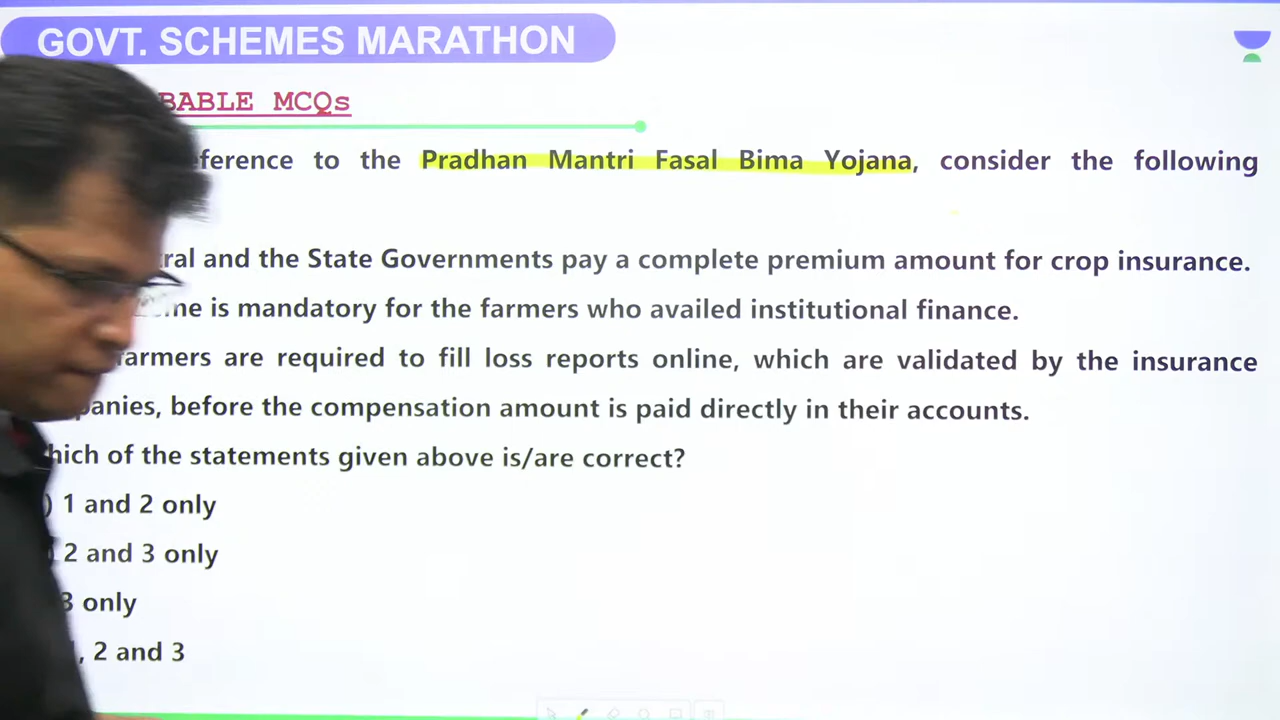 GOVT. SCHEMES MARATHON
BABLE MCQs
eference to the Pradhan Mantri Fasal Bima Yojana, consider the following
ral and the State Governments pay a complete premium amount for crop insurance.
me is mandatory for the farmers who availed institutional finance.
farmers are required to fill loss reports online, which are validated by the insurance
panies, before the compensation amount is paid directly in their accounts.
hich of the statements given above is/are correct?
) 1 and 2 only
2 and 3 only
3 only
, 2 and 3